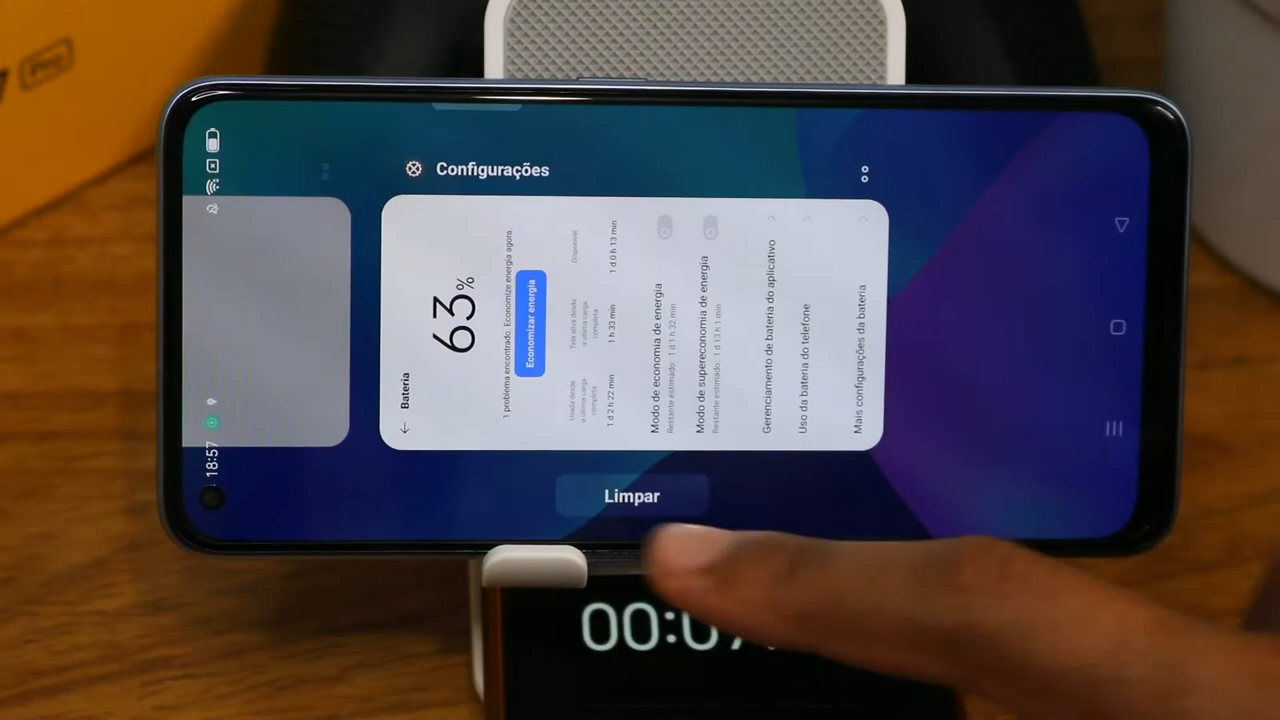 Pro
18:57
Configurações
← Bateria
63%
1 problema encontrado. Economize energia agora.
Economizar energia
Usada desde a última carga completa
1 d 2 h 22 min
Tela ativa desde a última carga completa
1 h 33 min
Disponível
1 d 0 h 13 min
Modo de economia de energia
Restante estimado: 1 d 1 h 32 min
Modo de supereconomia de energia
Restante estimado: 1 d 13 h 1 min
Gerenciamento de bateria do aplicativo
Uso da bateria do telefone
Mais configurações da bateria
Limpar
00:07